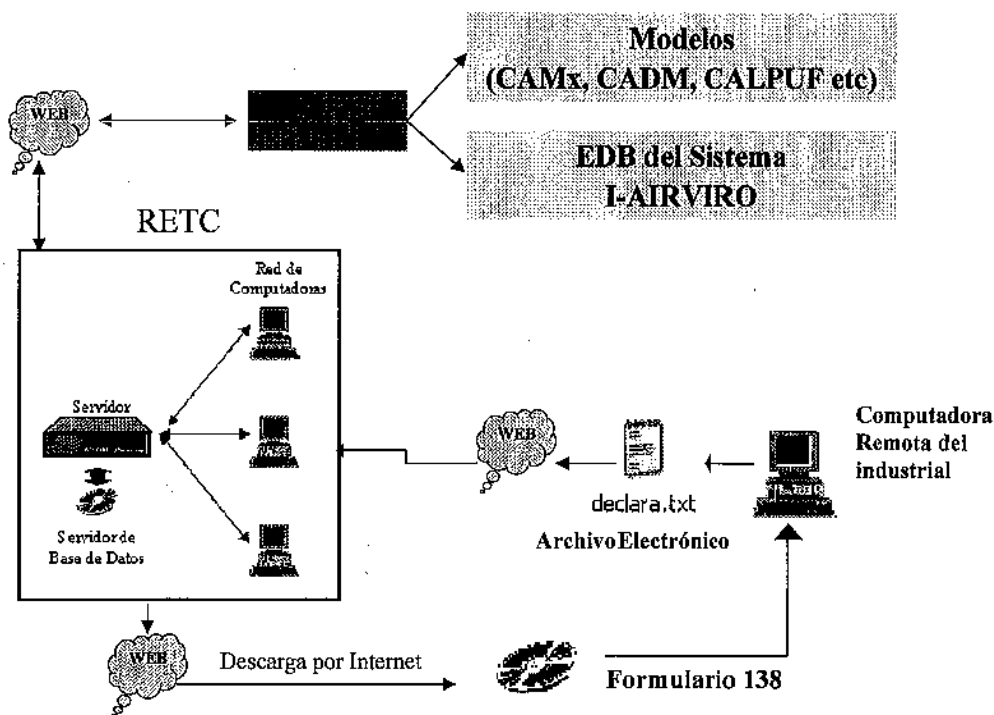 Modelos
(CAMx, CADM, CALPUF etc)
WEB
EDB del Sistema
I-AIRVIRO
RETC
Red de
Computadoras
Servidor
Servidor de
Base de Datos
WEB
declara.txt
Archivo Electrónico
Computadora
Remota del
industrial
WEB
Descarga por Internet
Formulario 138